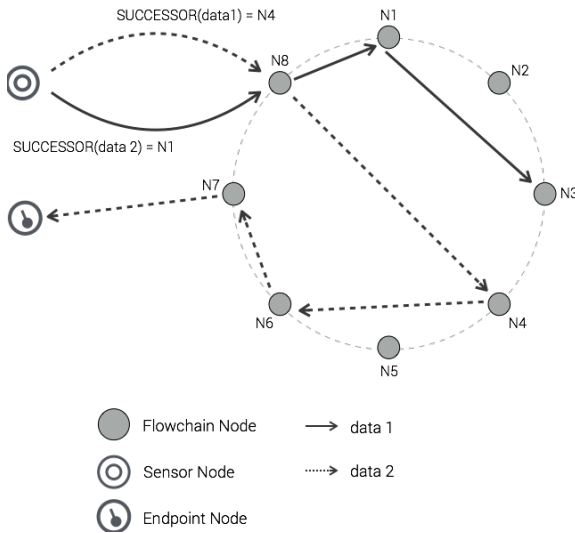 SUCCESSOR(data1) = N4
N1
N8
N2
SUCCESSOR(data 2) = N1
N7
N3
N6
N4
N5
Flowchain Node
data 1
Sensor Node
data 2
Endpoint Node